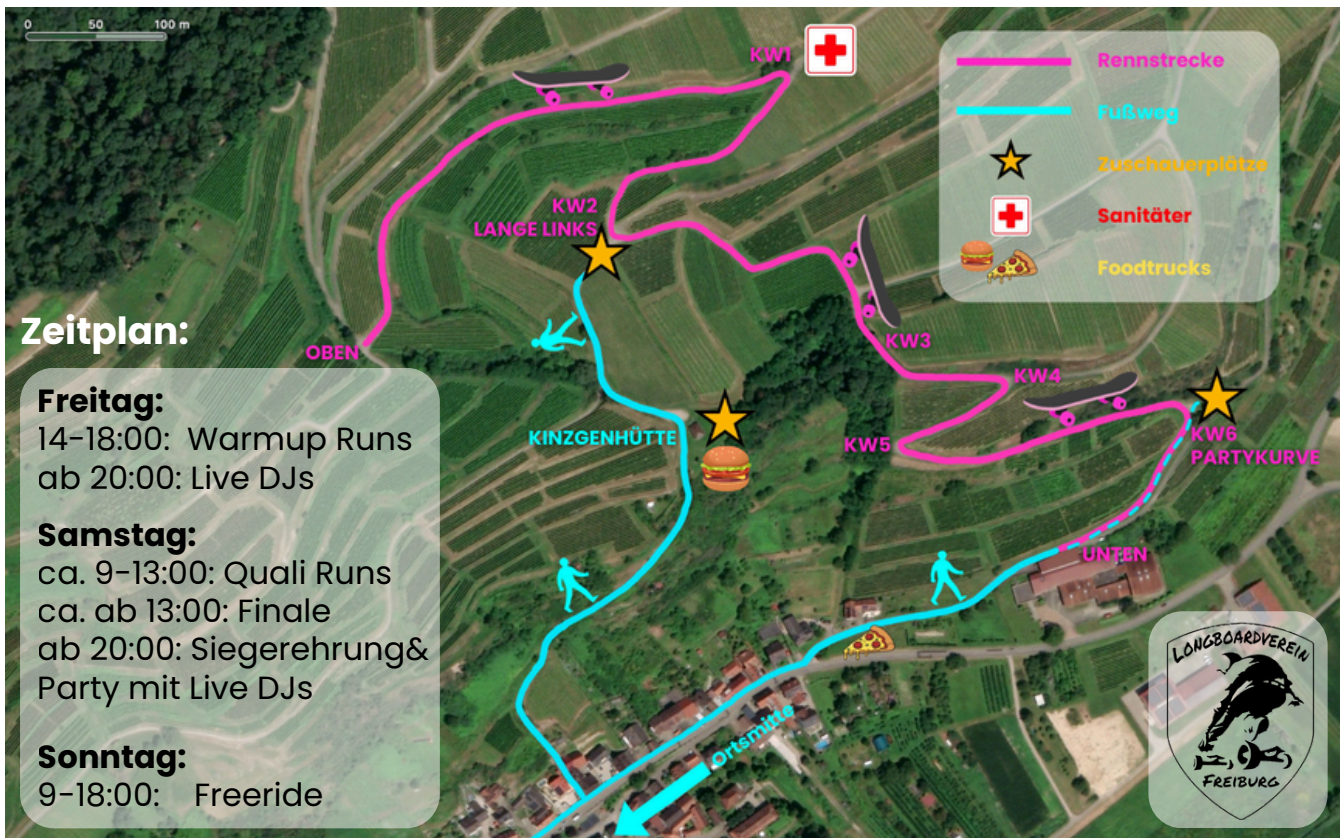 0 50 100 m
KW1
Rennstrecke
Fußweg
Zuschauerplätze
Sanitäter
Foodtrucks
KW2
LANGE LINKS
KW3
OBEN
KW4
KW5
KW6
PARTYKURVE
KINZGENHÜTTE
UNTEN
Ortsmitte
Zeitplan:
Freitag:
14-18:00: Warmup Runs
ab 20:00: Live DJs
Samstag:
ca. 9-13:00: Quali Runs
ca. ab 13:00: Finale
ab 20:00: Siegerehrung&
Party mit Live DJs
Sonntag:
9-18:00: Freeride
LONGBOARDVEREIN
FREIBURG